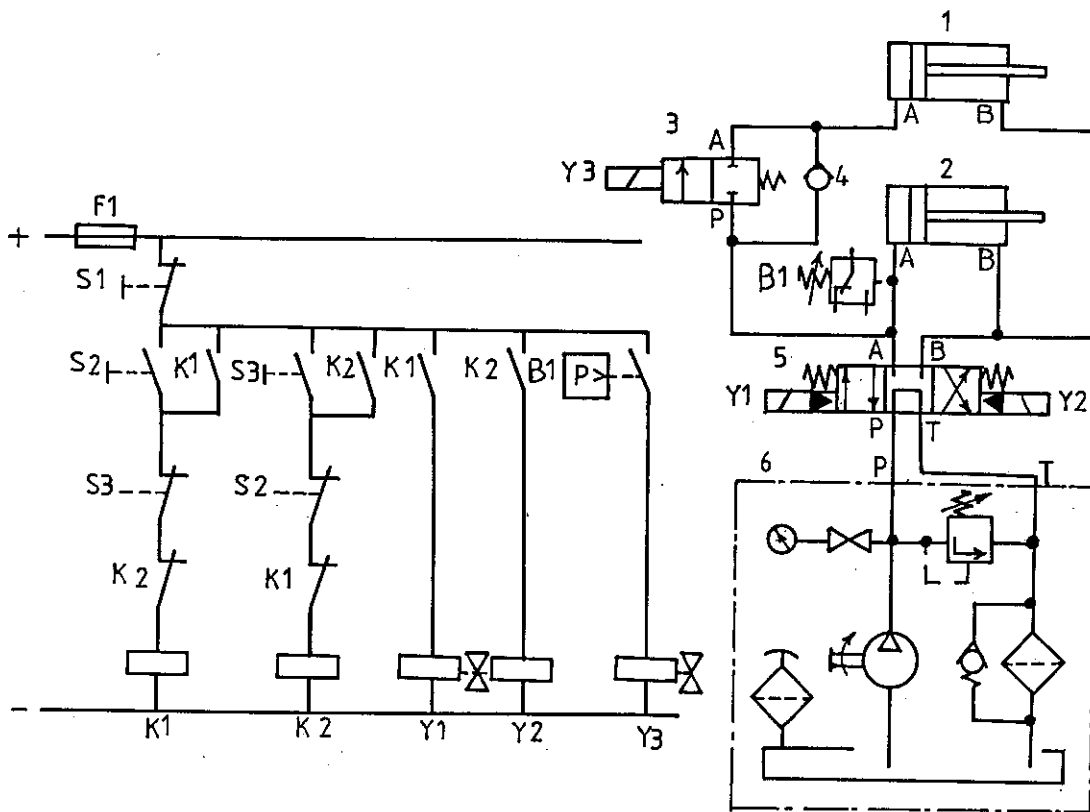 1
A B
3
A
Y3
4
P
2
A B
B1
F1
+
S1
S2 K1 S3 K2 K1 K2 B1 P>
5 A B
Y1 Y2
P T
6 P T
S3 S2
K2 K1
-
K1 K2 Y1 Y2 Y3